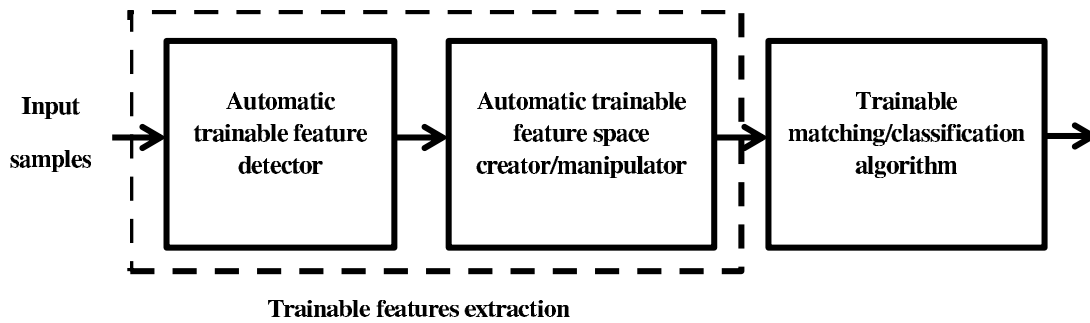 Input
samples
Automatic
trainable feature
detector
Automatic trainable
feature space
creator/manipulator
Trainable
matching/classification
algorithm
Trainable features extraction